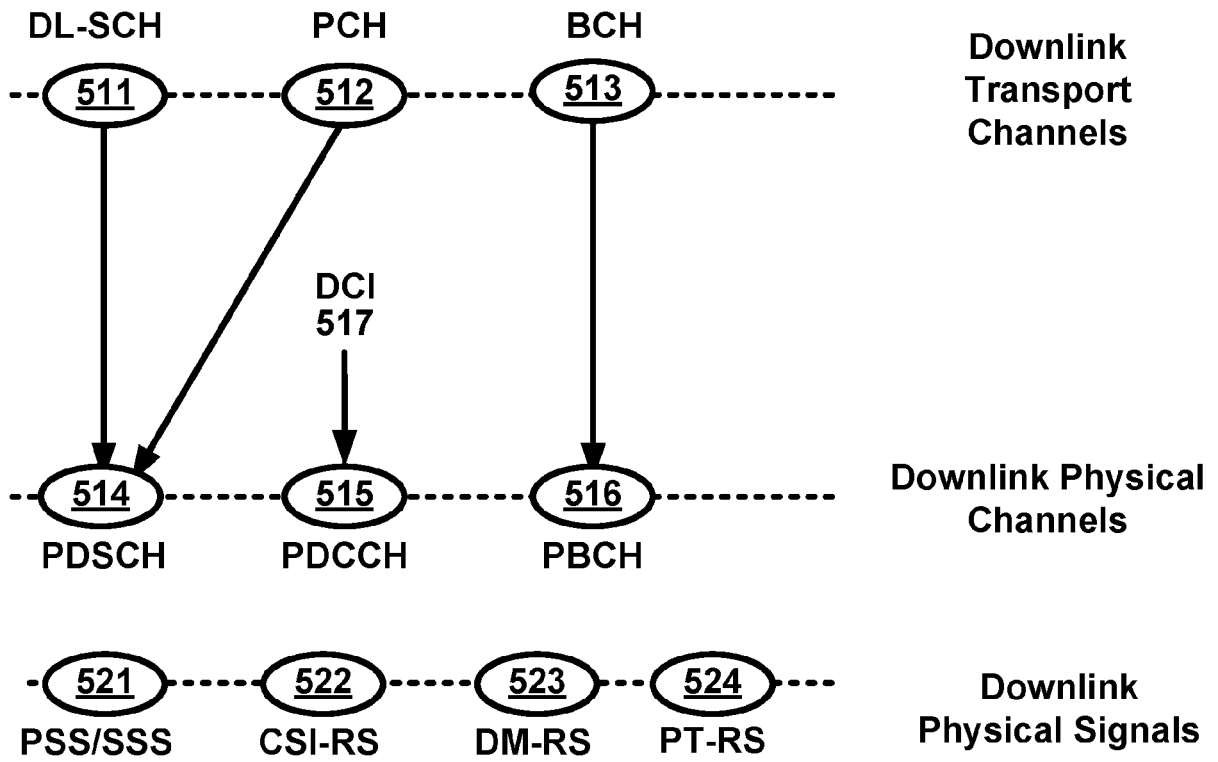 DL-SCH PCH BCH
511 512 513
Downlink
Transport
Channels
DCI
517
514 515 516
PDSCH PDCCH PBCH
Downlink Physical
Channels
521 522 523 524
PSS/SSS CSI-RS DM-RS PT-RS
Downlink
Physical Signals